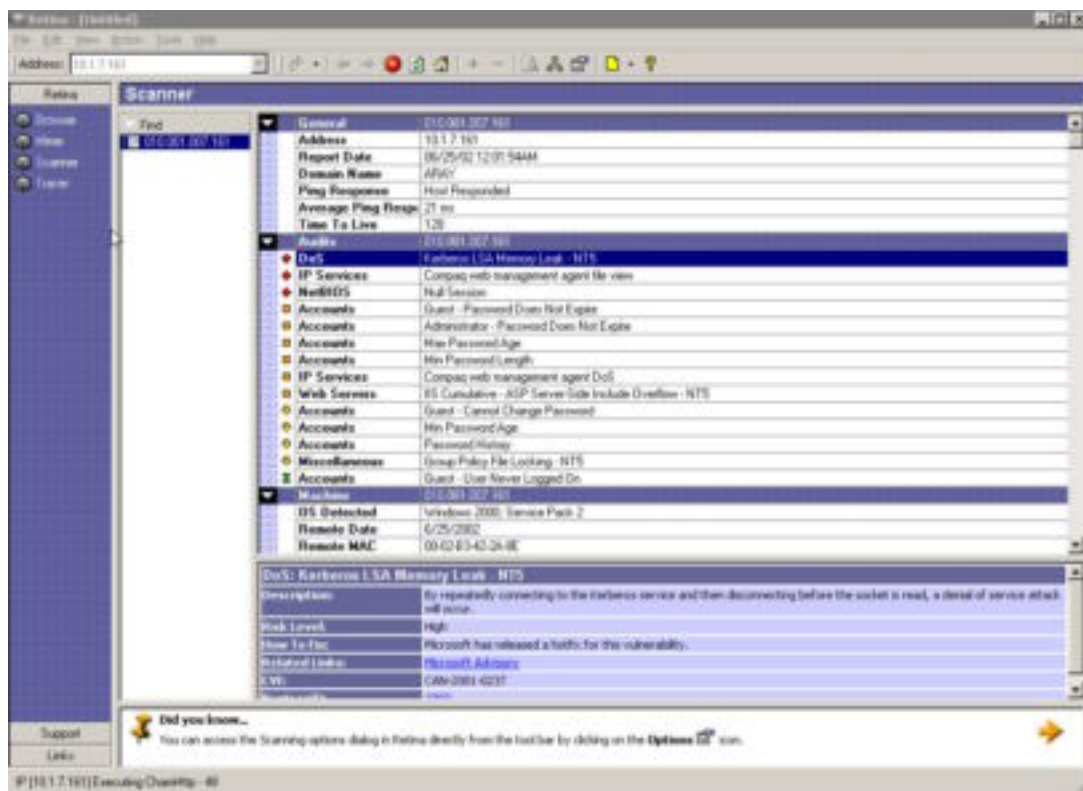 Retina - [Untitled]
File Edit View Action Tools Help
Address: 10.1.7.161
Retina
Browser
Miner
Scanner
Tracer
Support
Links
Scanner
Find
010.001.007.161
General 010.001.007.161
Address 10.1.7.161
Report Date 06/25/02 12:01:54AM
Domain Name ARAY
Ping Response Host Responded
Average Ping Respo 21 ms
Time To Live 128
Audits 010.001.007.161
DoS Kerberos LSA Memory Leak - NT5
IP Services Compaq web management agent file view
NetBIOS Null Session
Accounts Guest - Password Does Not Expire
Accounts Administrator - Password Does Not Expire
Accounts Max Password Age
Accounts Min Password Length
IP Services Compaq web management agent DoS
Web Servers IIS Cumulative - ASP Server-Side Include Overflow - NT5
Accounts Guest - Cannot Change Password
Accounts Min Password Age
Accounts Password History
Miscellaneous Group Policy File Locking - NT5
Accounts Guest - User Never Logged On
Machine 010.001.007.161
OS Detected Windows 2000, Service Pack 2
Remote Date 6/25/2002
Remote MAC
DoS: Kerberos LSA Memory Leak - NT5
Description: By repeatedly connecting to the Kerberos service and then disconnecting before the socket is read, a denial of service attack
will occur.
Risk Level: High
How To Fix: Microsoft has released a hotfix for this vulnerability.
Related Links: Microsoft Advisory
CVE: CAN-2001-0237
Did you know...
You can access the Scanning options dialog in Retina directly from the tool bar by clicking on the Options icon.
IP [10.1.7.161] Executing